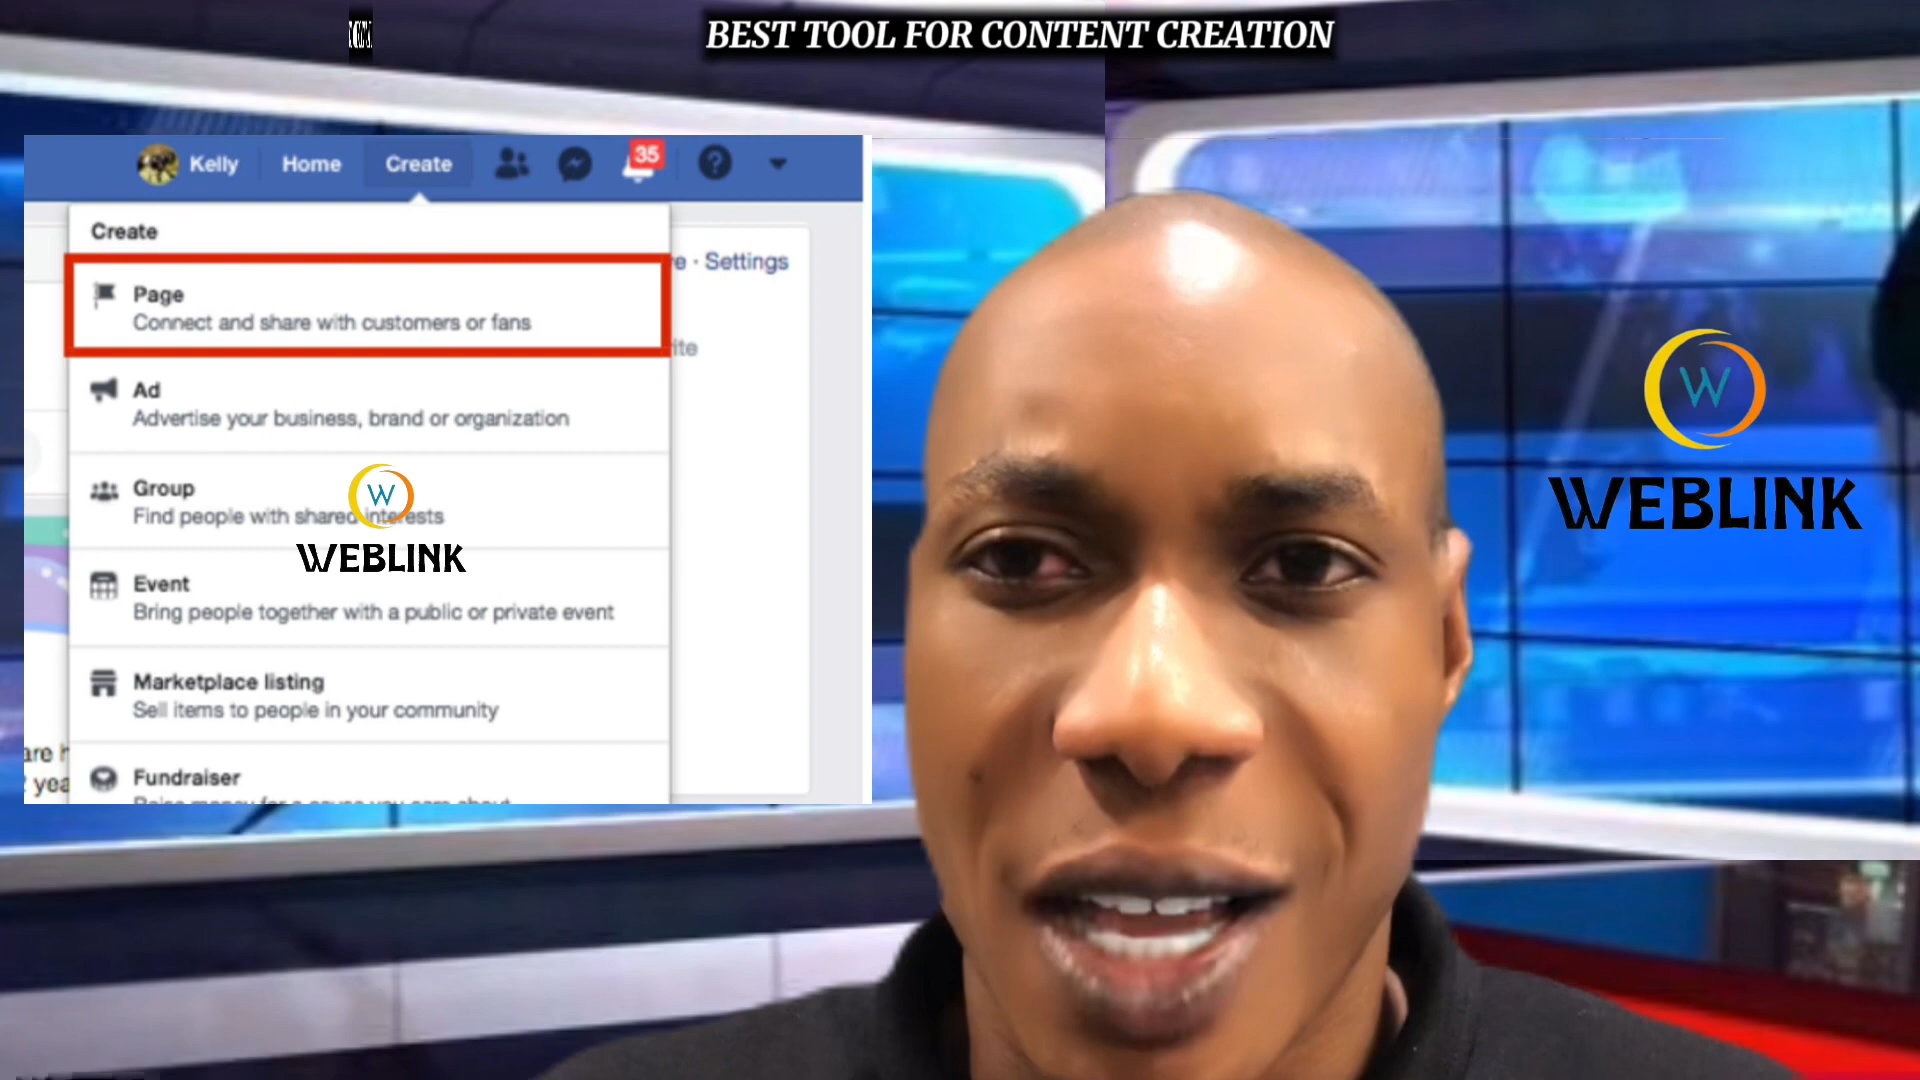 BEST TOOL FOR CONTENT CREATION
Kelly Home Create 35
Create
Settings
Page
Connect and share with customers or fans
Ad
Advertise your business, brand or organization
Group
Find people with shared interests
W
WEBLINK
Event
Bring people together with a public or private event
Marketplace listing
Sell items to people in your community
are
Fundraiser
W
WEBLINK